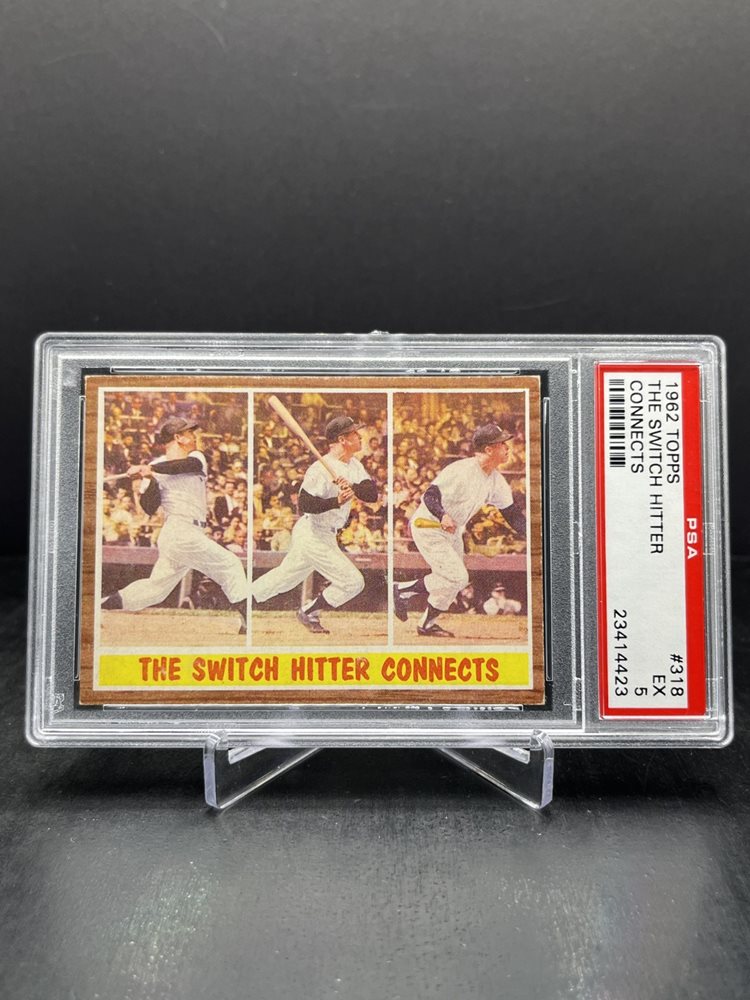 THE SWITCH HITTER CONNECTS
PSA
1962 TOPPS #318
THE SWITCH HITTER EX
CONNECTS 5
23414423